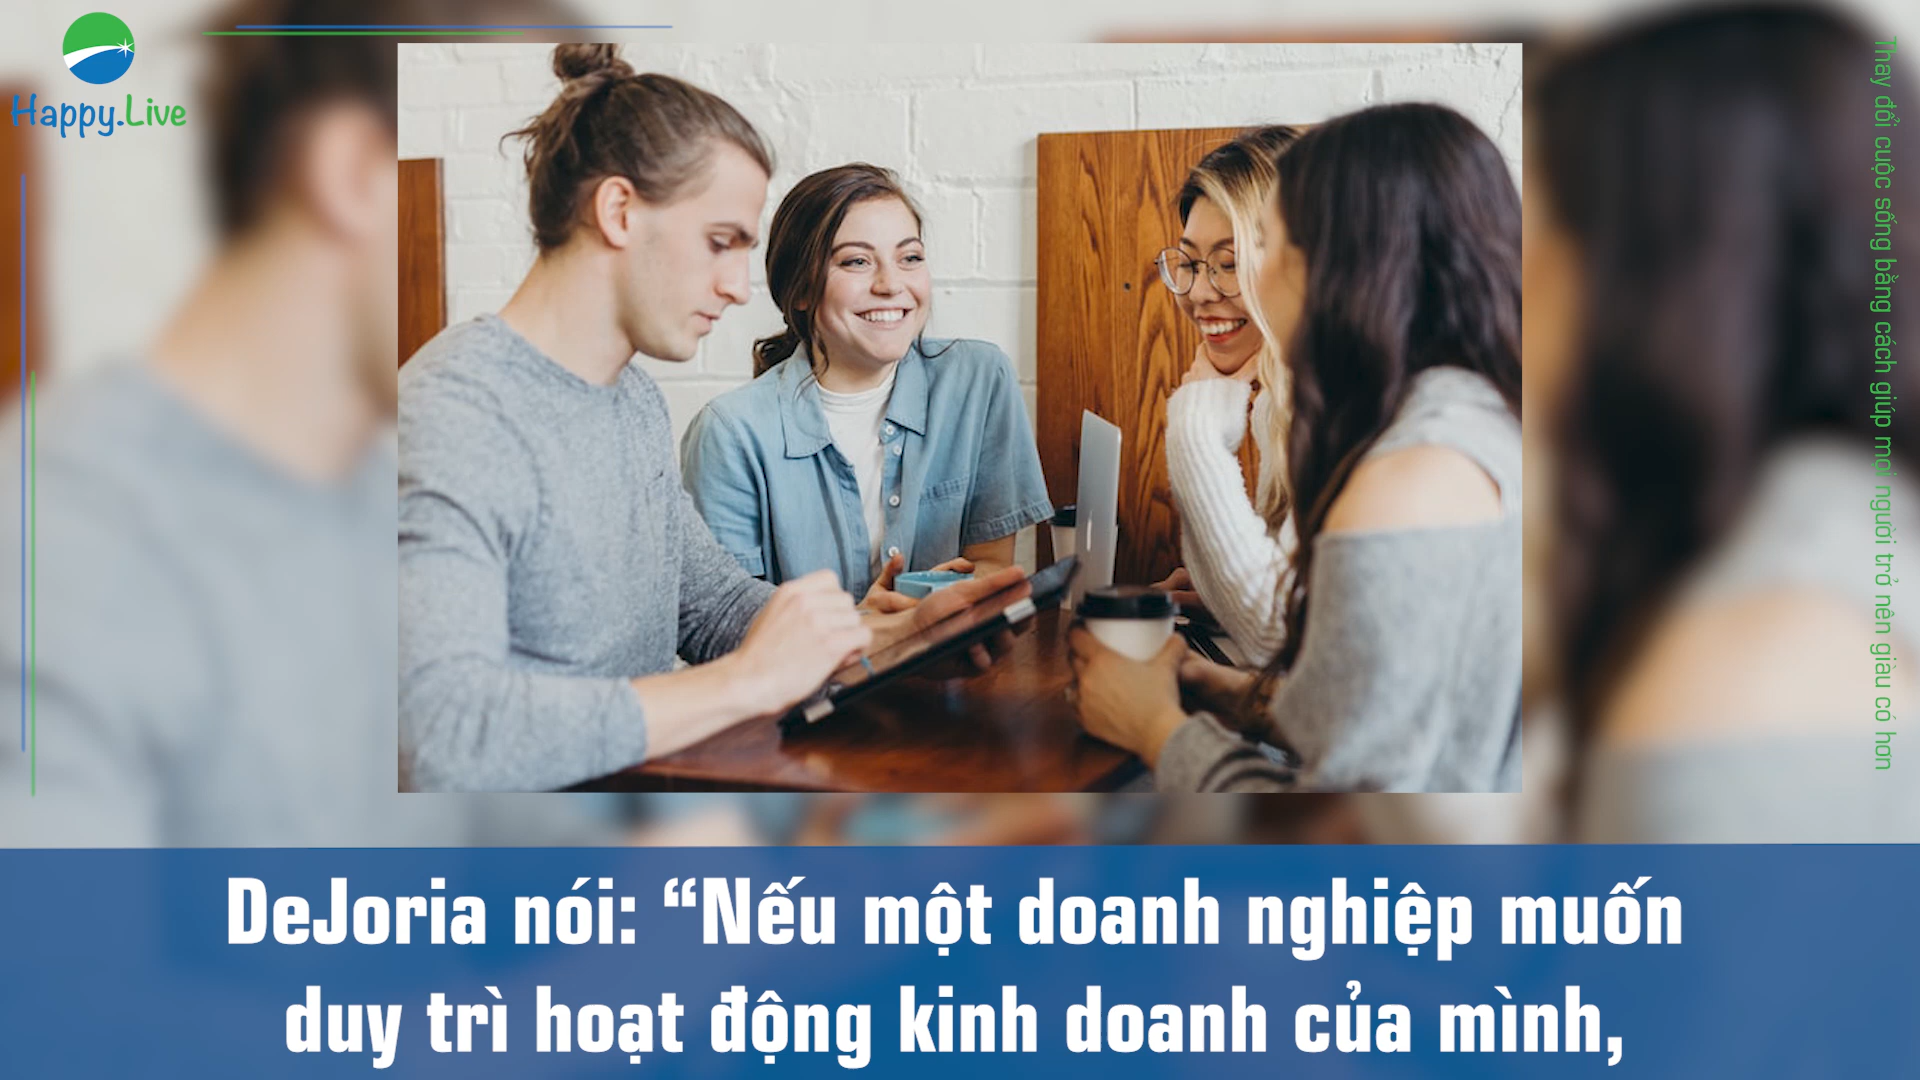 Happy.Live
Thay đổi cuộc sống bằng cách giúp mọi người trở nên giàu có hơn
DeJoria nói: “Nếu một doanh nghiệp muốn
duy trì hoạt động kinh doanh của mình,